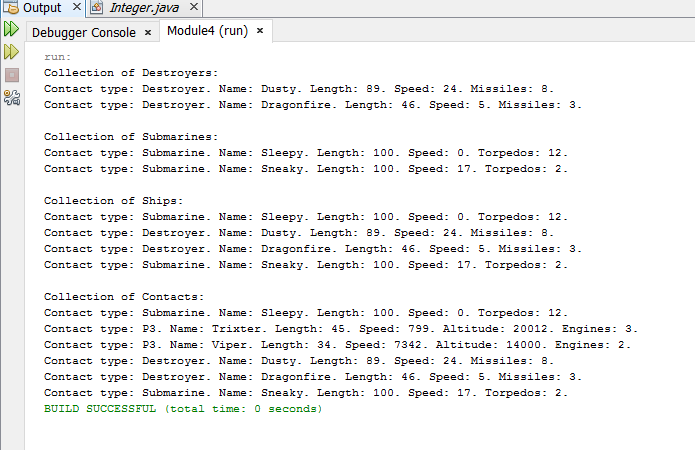 Output × Integer.java ×
Debugger Console × Module4 (run) ×
run:
Collection of Destroyers:
Contact type: Destroyer. Name: Dusty. Length: 89. Speed: 24. Missiles: 8.
Contact type: Destroyer. Name: Dragonfire. Length: 46. Speed: 5. Missiles: 3.
Collection of Submarines:
Contact type: Submarine. Name: Sleepy. Length: 100. Speed: 0. Torpedos: 12.
Contact type: Submarine. Name: Sneaky. Length: 100. Speed: 17. Torpedos: 2.
Collection of Ships:
Contact type: Submarine. Name: Sleepy. Length: 100. Speed: 0. Torpedos: 12.
Contact type: Destroyer. Name: Dusty. Length: 89. Speed: 24. Missiles: 8.
Contact type: Destroyer. Name: Dragonfire. Length: 46. Speed: 5. Missiles: 3.
Contact type: Submarine. Name: Sneaky. Length: 100. Speed: 17. Torpedos: 2.
Collection of Contacts:
Contact type: Submarine. Name: Sleepy. Length: 100. Speed: 0. Torpedos: 12.
Contact type: P3. Name: Trixter. Length: 45. Speed: 799. Altitude: 20012. Engines: 3.
Contact type: P3. Name: Viper. Length: 34. Speed: 7342. Altitude: 14000. Engines: 2.
Contact type: Destroyer. Name: Dusty. Length: 89. Speed: 24. Missiles: 8.
Contact type: Destroyer. Name: Dragonfire. Length: 46. Speed: 5. Missiles: 3.
Contact type: Submarine. Name: Sneaky. Length: 100. Speed: 17. Torpedos: 2.
BUILD SUCCESSFUL (total time: 0 seconds)